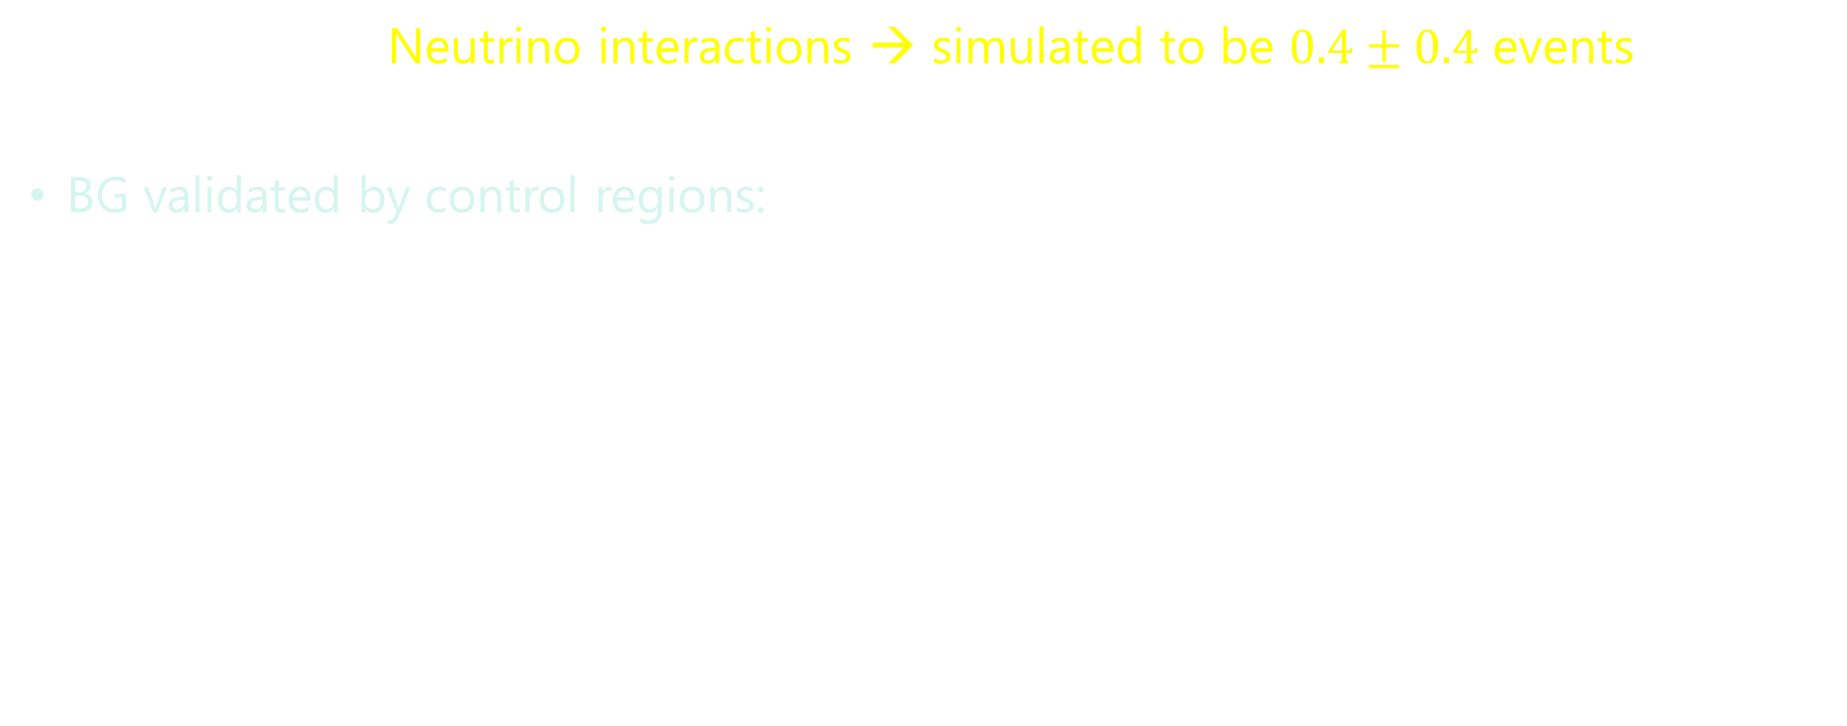 Neutrino interactions → simulated to be 0.4 ± 0.4 events
• BG validated by control regions: